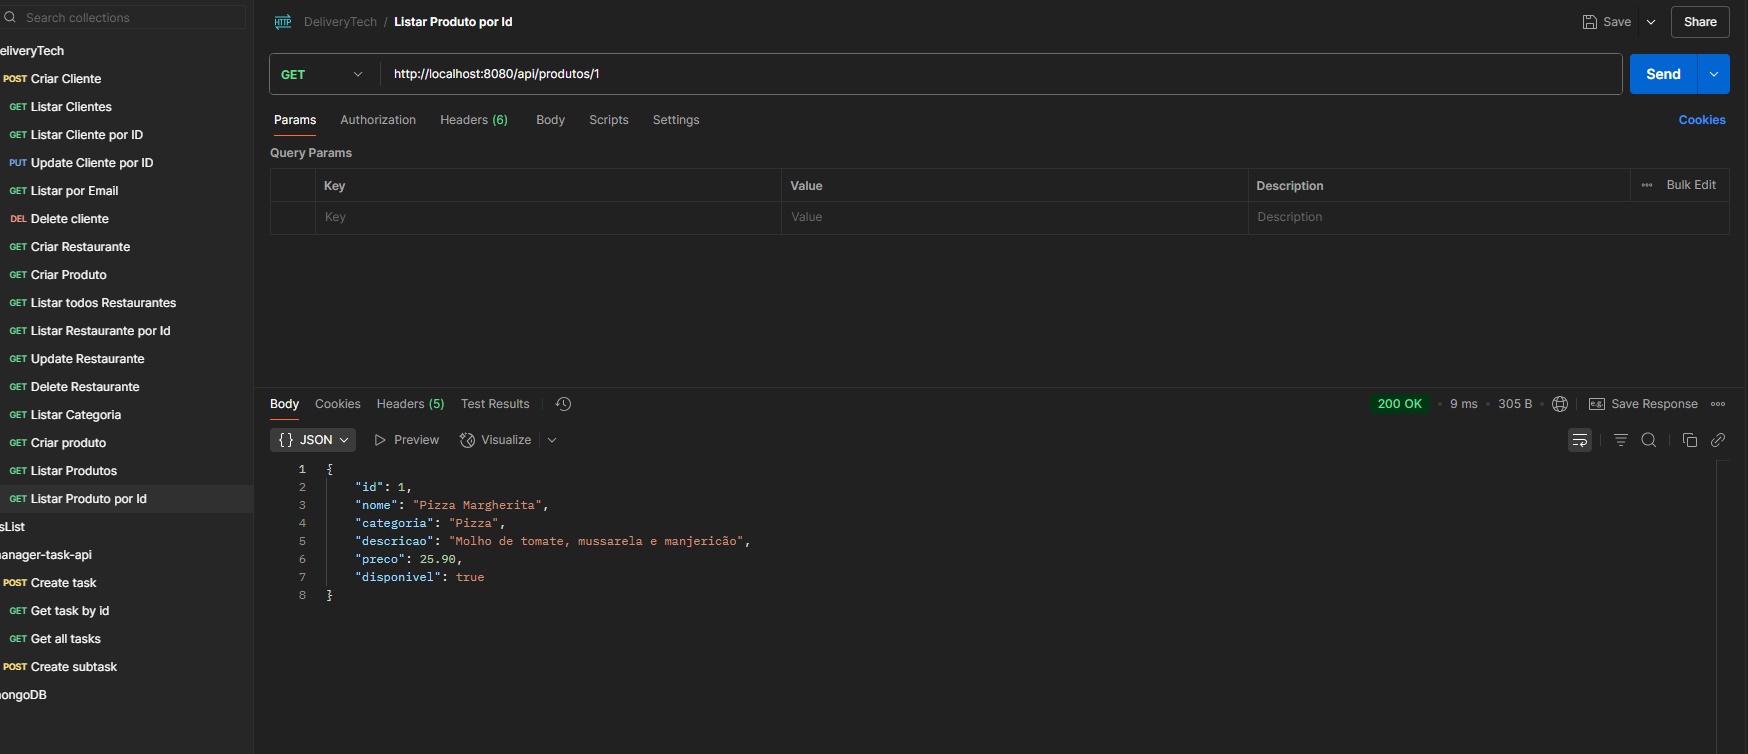 Search collections
eliveryTech
POST Criar Cliente
GET Listar Clientes
GET Listar Cliente por ID
PUT Update Cliente por ID
GET Listar por Email
DEL Delete cliente
GET Criar Restaurante
GET Criar Produto
GET Listar todos Restaurantes
GET Listar Restaurante por Id
GET Update Restaurante
GET Delete Restaurante
GET Listar Categoria
GET Criar produto
GET Listar Produtos
GET Listar Produto por Id
sList
anager-task-api
POST Create task
GET Get task by id
GET Get all tasks
POST Create subtask
ongoDB
HTTP DeliveryTech / Listar Produto por Id
Save
Share
GET http://localhost:8080/api/produtos/1
Send
Params Authorization Headers (6) Body Scripts Settings
Cookies
Query Params
Key Value Description ••• Bulk Edit
Key Value Description
Body Cookies Headers (5) Test Results
200 OK • 9 ms • 305 B • e.g. Save Response
{} JSON Preview Visualize
1 {
2 "id": 1,
3 "nome": "Pizza Margherita",
4 "categoria": "Pizza",
5 "descricao": "Molho de tomate, mussarela e manjericão",
6 "preco": 25.90,
7 "disponivel": true
8 }